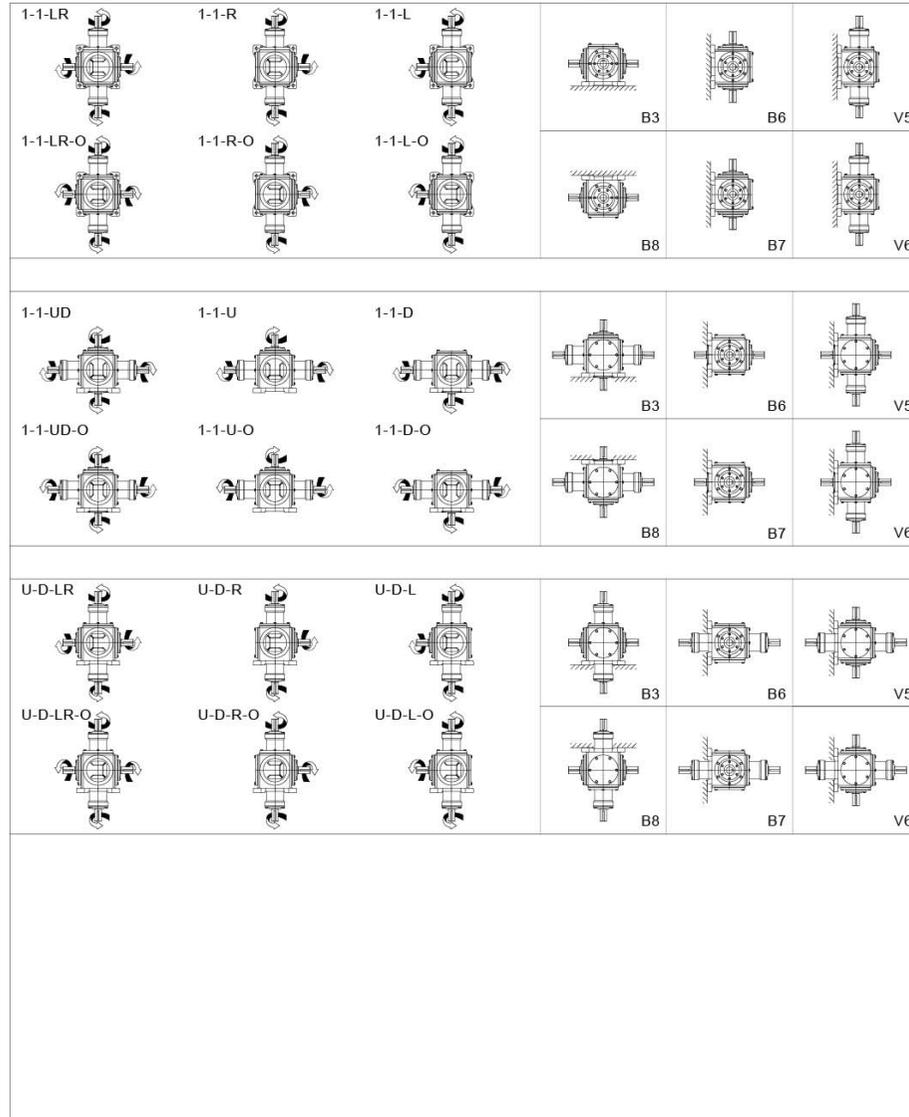 1-1-LR 1-1-R 1-1-L
B3 B6 V5
1-1-LR-O 1-1-R-O 1-1-L-O
B8 B7 V6
1-1-UD 1-1-U 1-1-D
B3 B6 V5
1-1-UD-O 1-1-U-O 1-1-D-O
B8 B7 V6
U-D-LR U-D-R U-D-L
B3 B6 V5
U-D-LR-O U-D-R-O U-D-L-O
B8 B7 V6